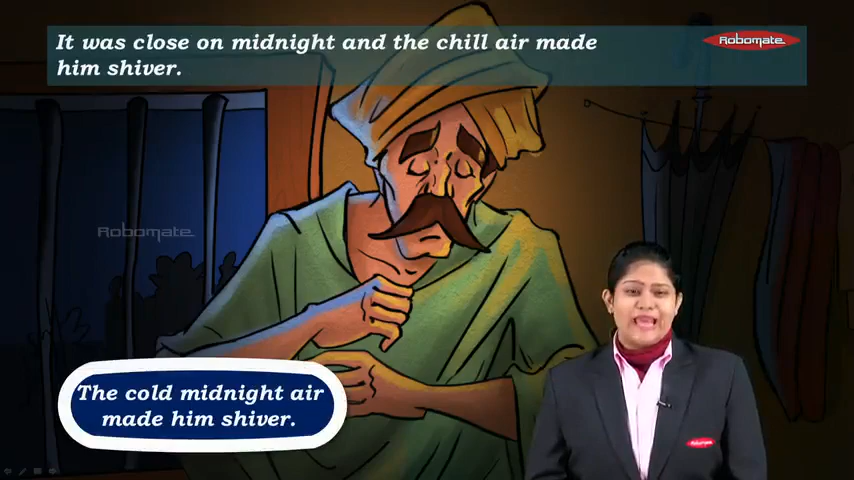 It was close on midnight and the chill air made
him shiver.
Robomate
Robomate
The cold midnight air
made him shiver.
Robomate